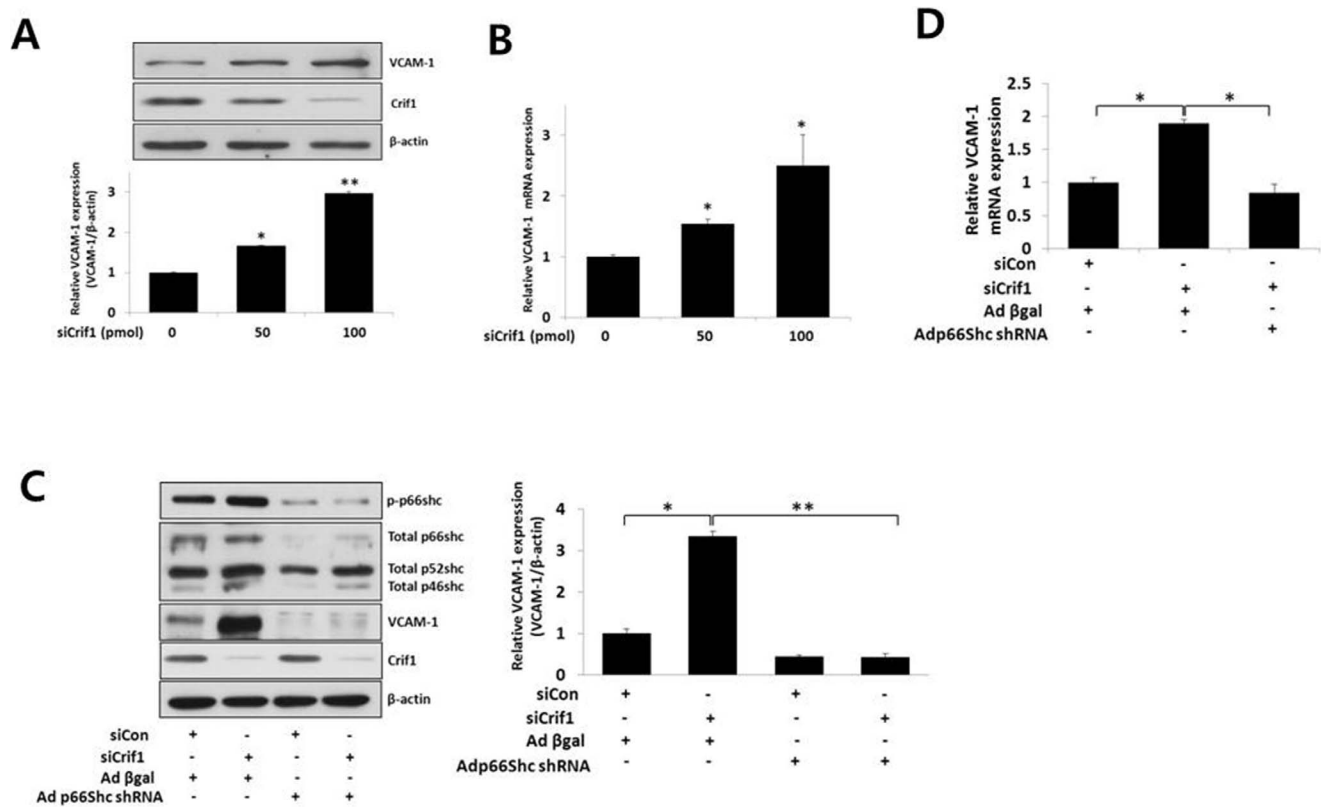 A
VCAM-1
Crif1
β-actin
Relative VCAM-1 expression
(VCAM-1/β-actin)
3
2
1
0
*
**
siCrif1 (pmol) 0 50 100
B
Relative VCAM-1 mRNA expression
3
2
1
0
*
*
siCrif1 (pmol) 0 50 100
D
Relative VCAM-1
mRNA expression
2.5
2
1.5
1
0.5
0
* *
siCon + - -
siCrif1 - + +
Ad βgal + + -
Adp66Shc shRNA - - +
C
p-p66shc
Total p66shc
Total p52shc
Total p46shc
VCAM-1
Crif1
β-actin
siCon + - + -
siCrif1 - + - +
Ad βgal + + - -
Ad p66Shc shRNA - - + +
Relative VCAM-1 expression
(VCAM-1/β-actin)
4
3
2
1
0
* **
siCon + - + -
siCrif1 - + - +
Ad βgal + + - -
Adp66Shc shRNA - - + +